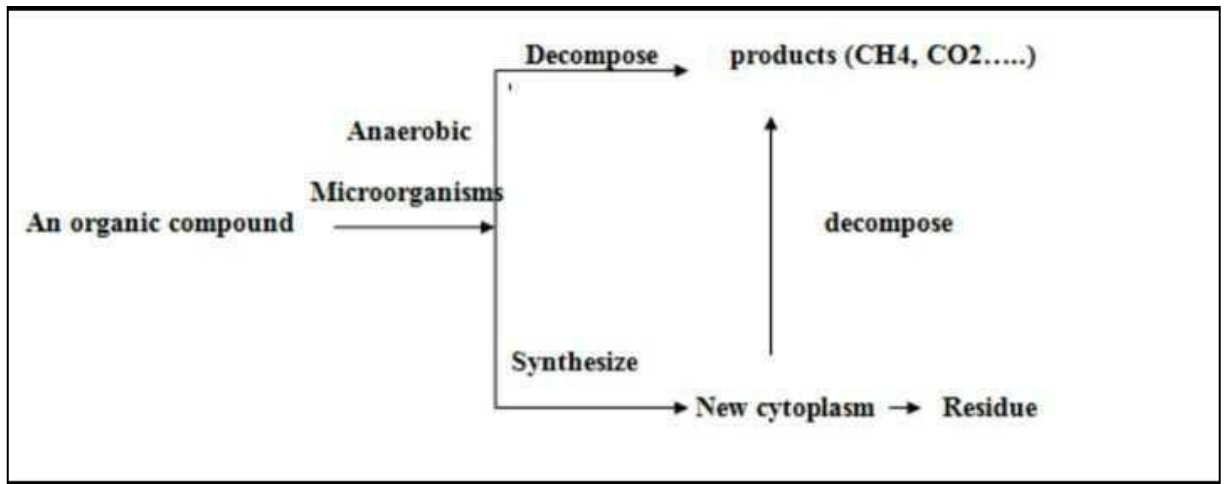 Decompose
products (CH4, CO2.....)
Anaerobic
Microorganisms
An organic compound
decompose
Synthesize
New cytoplasm
Residue